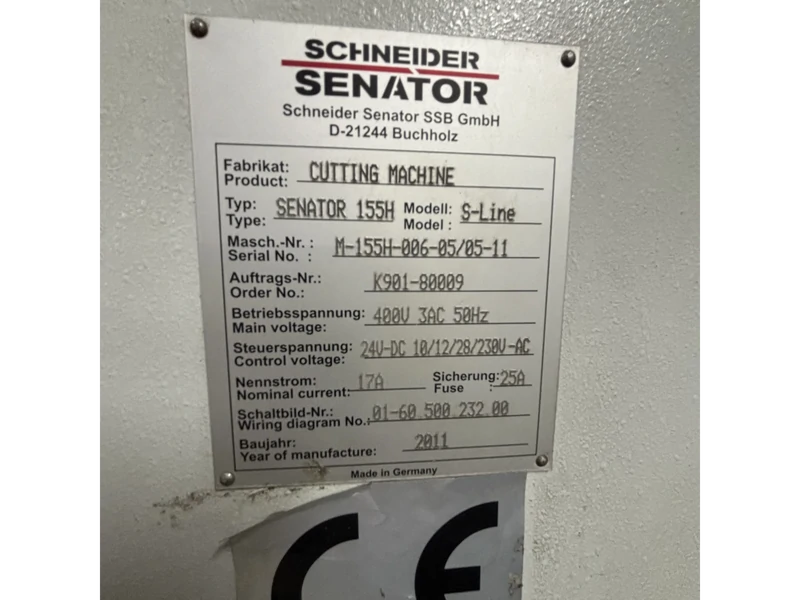 SCHNEIDER
SENATOR
Schneider Senator SSB GmbH
D-21244 Buchholz
Fabrikat:
Product: CUTTING MACHINE
Typ: Modell:
Type: SENATOR 155H Model : S-Line
Masch.-Nr. :
Serial No. : M-155H-006-05/05-11
Auftrags-Nr.:
Order No.: K901-80009
Betriebsspannung:
Main voltage: 400V 3AC 50Hz
Steuerspannung:
Control voltage: 24V-DC 10/12/28/230V-AC
Nennstrom: Sicherung:
Nominal current: 17A Fuse : 25A
Schaltbild-Nr.:
Wiring diagram No.: 01-60.500.232.00
Baujahr:
Year of manufacture: 2011
Made in Germany
CE